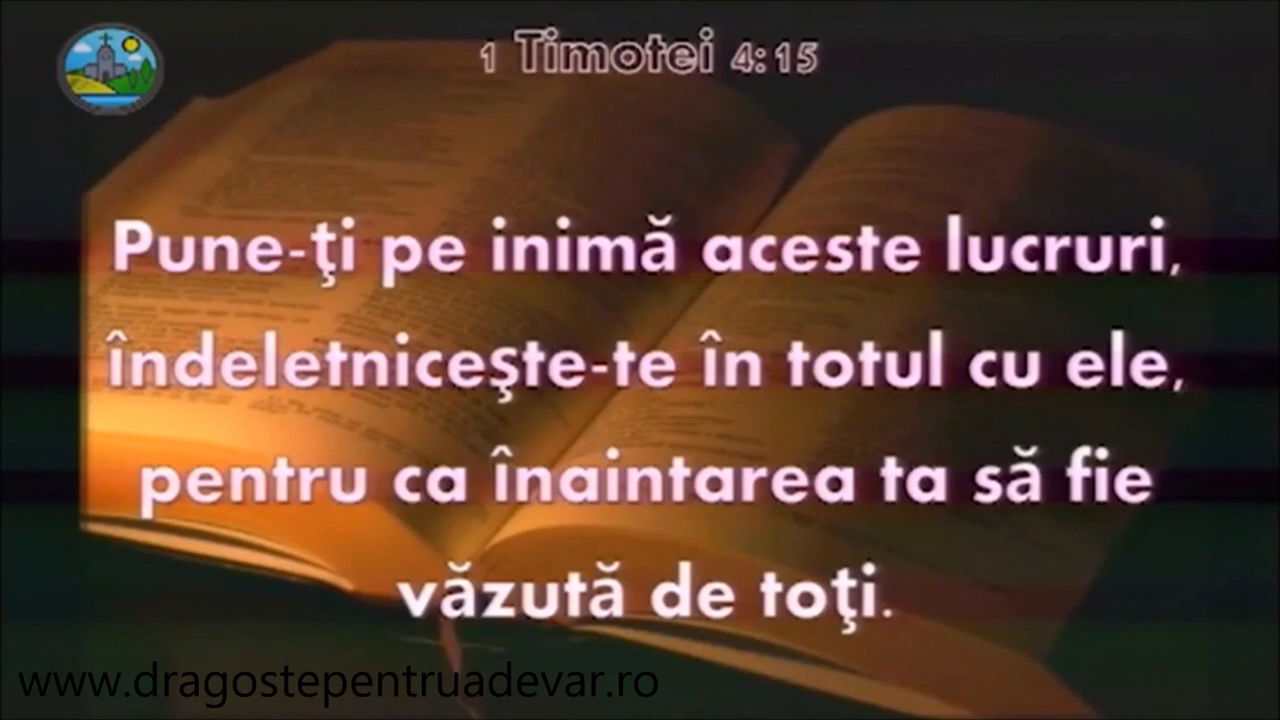 1 Timotei 4:15
Pune-ţi pe inimă aceste lucruri,
îndeletniceşte-te în totul cu ele,
pentru ca înaintarea ta să fie
văzută de toţi.
www.dragostepentruadevar.ro